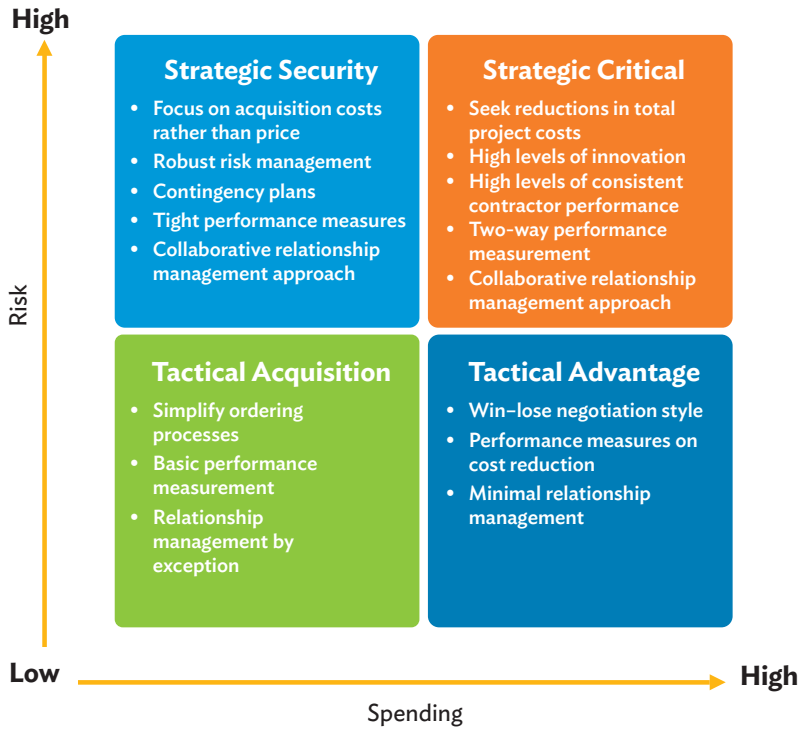 High
Strategic Security
• Focus on acquisition costs
rather than price
• Robust risk management
• Contingency plans
• Tight performance measures
• Collaborative relationship
management approach
Strategic Critical
• Seek reductions in total
project costs
• High levels of innovation
• High levels of consistent
contractor performance
• Two-way performance
measurement
• Collaborative relationship
management approach
Risk
Tactical Acquisition
• Simplify ordering
processes
• Basic performance
measurement
• Relationship
management by
exception
Tactical Advantage
• Win–lose negotiation style
• Performance measures on
cost reduction
• Minimal relationship
management
Low
High
Spending